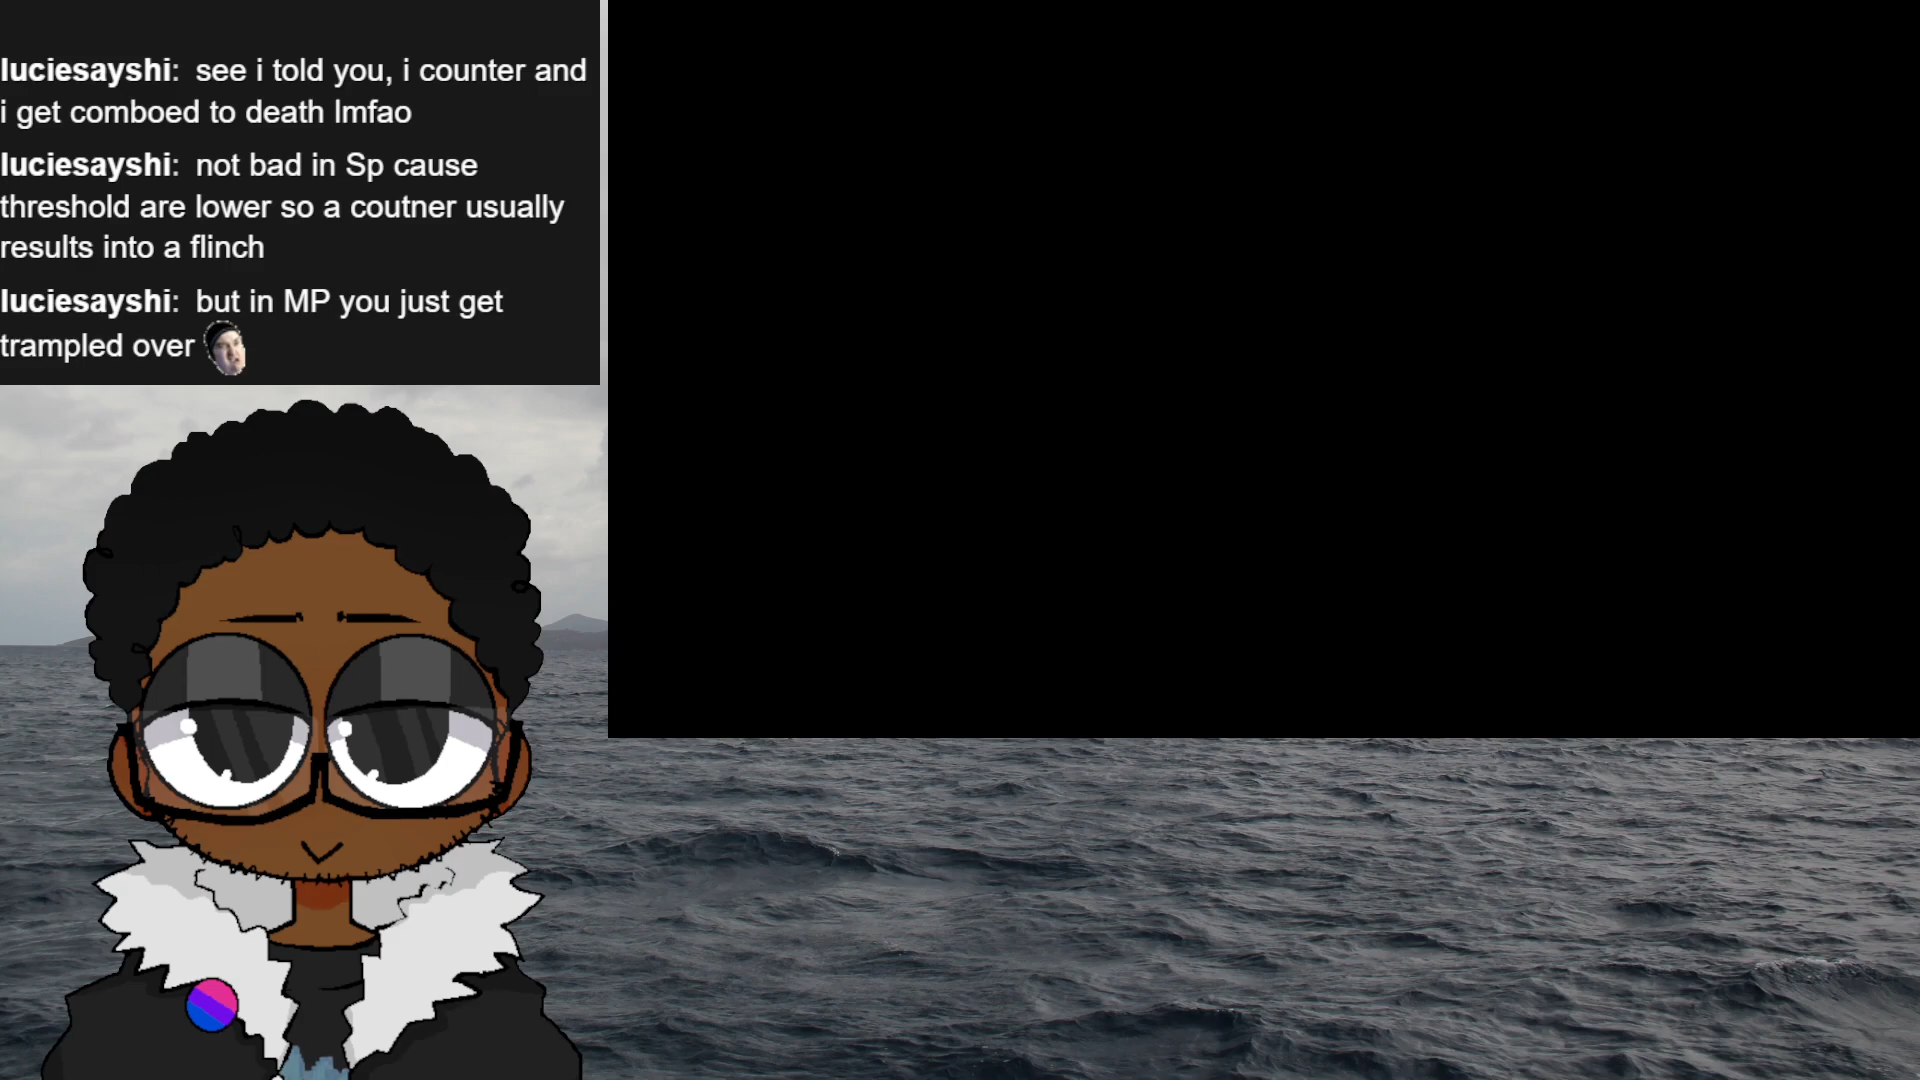 luciesayshi: see i told you, i counter and
i get comboed to death lmfao
luciesayshi: not bad in Sp cause
threshold are lower so a coutner usually
results into a flinch
luciesayshi: but in MP you just get
trampled over